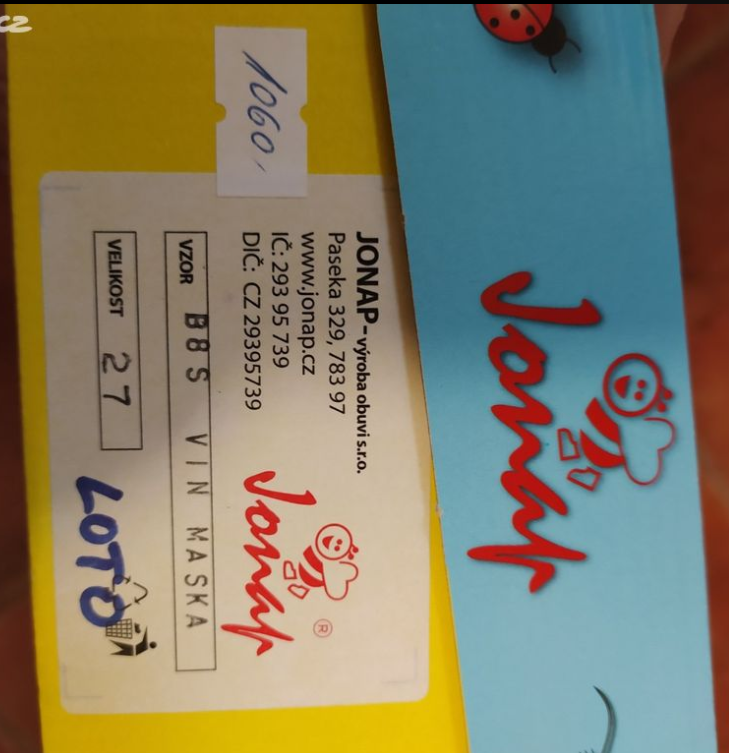 cz
1060,
JONAP - výroba obuvi s.r.o.
Paseka 329, 783 97
www.jonap.cz
IČ: 293 95 739
DIČ: CZ 29395739
Jonap ®
VZOR B8S VIN MASKA
VELIKOST 27
LOTO
Jonap